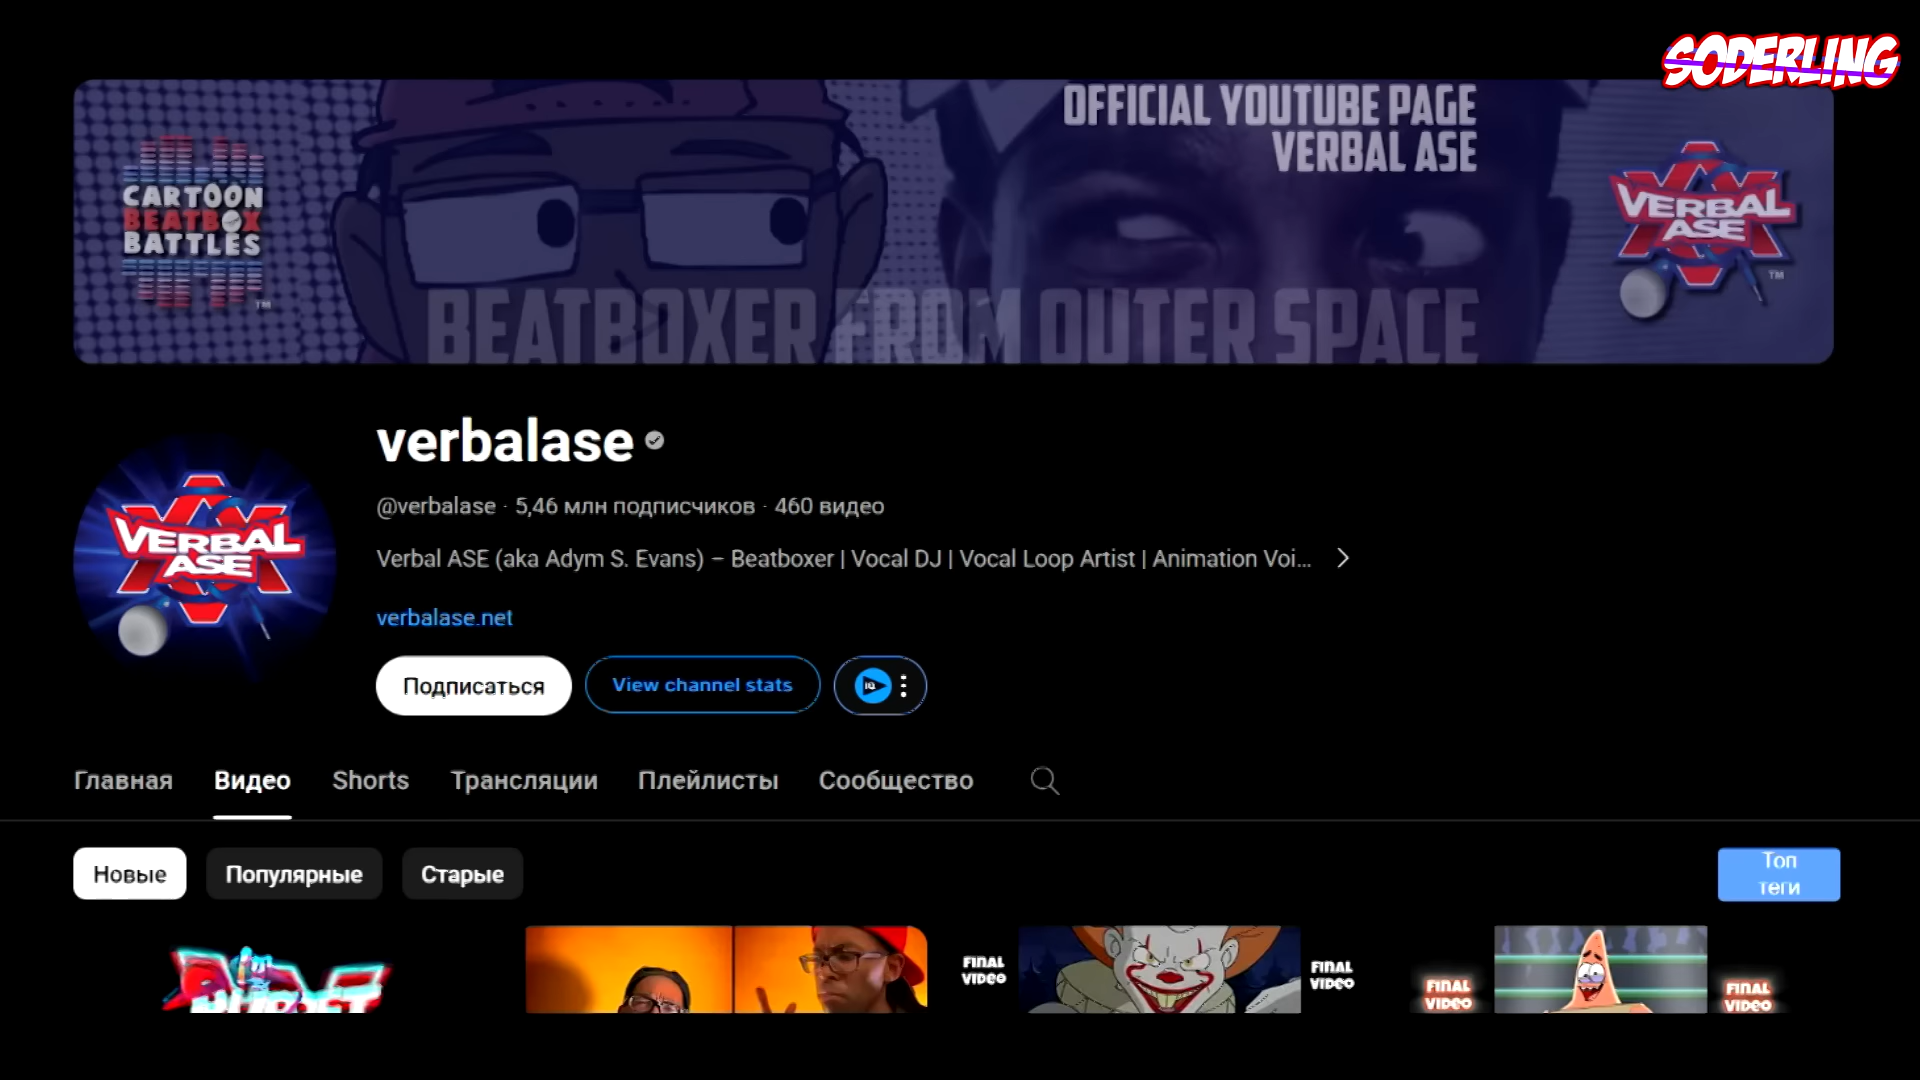 SODERLING
OFFICIAL YOUTUBE PAGE
VERBAL ASE
CARTOON
BEATBOX
BATTLES
TM
VERBAL
ASE
TM
BEATBOXER FROM OUTER SPACE
verbalase
@verbalase · 5,46 млн подписчиков · 460 видео
VERBAL
ASE
Verbal ASE (aka Adym S. Evans) – Beatboxer | Vocal DJ | Vocal Loop Artist | Animation Voi...
verbalase.net
Подписаться
View channel stats
IQ
Главная Видео Shorts Трансляции Плейлисты Сообщество
Новые Популярные Старые
Топ
теги
FINAL
VIDEO
FINAL
VIDEO
FINAL
VIDEO
FINAL
VIDEO